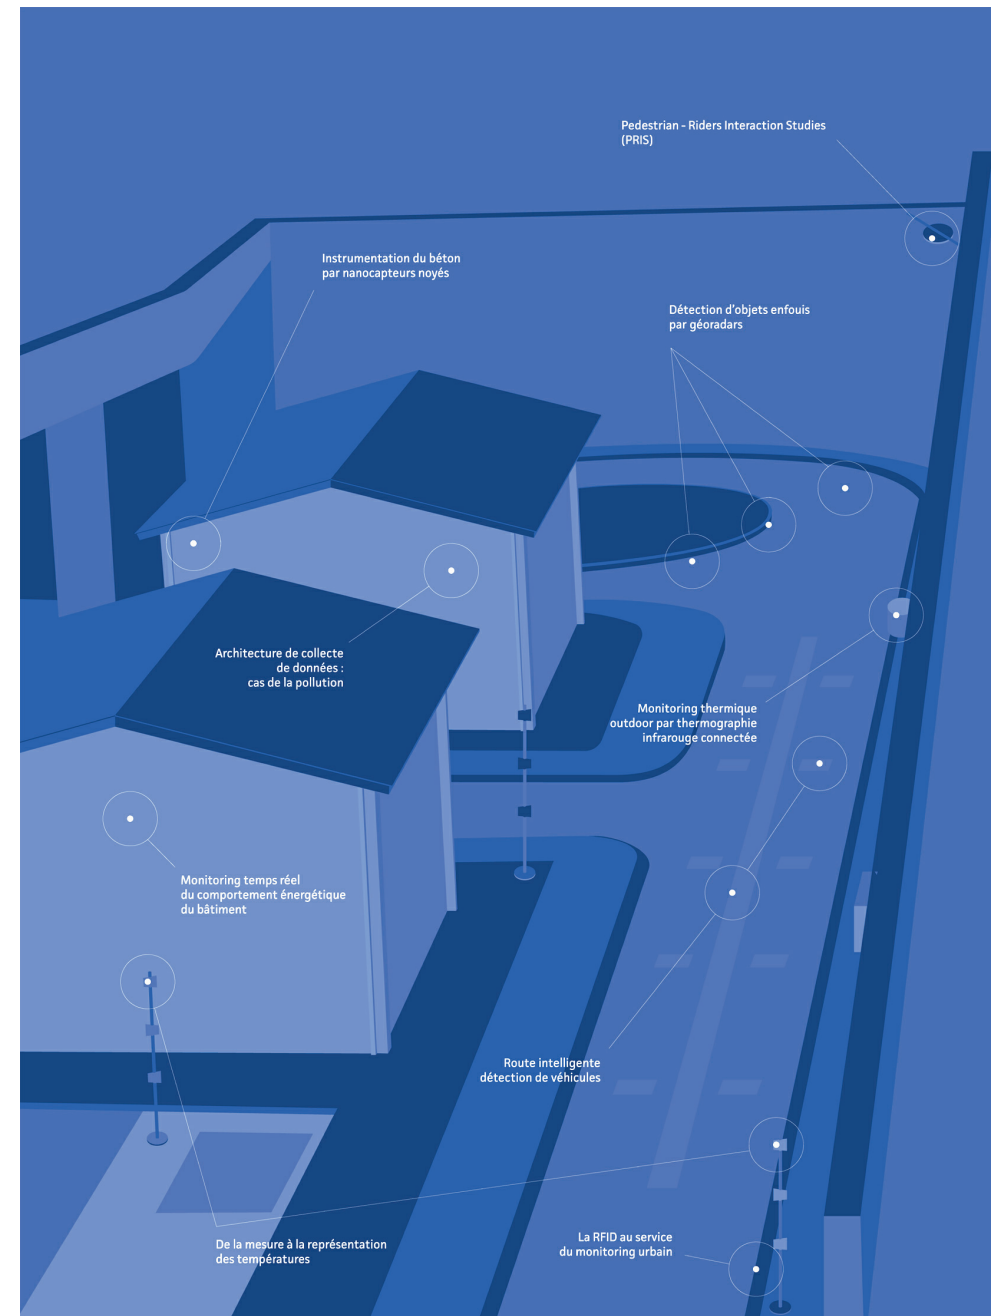 Pedestrian - Riders Interaction Studies
(PRIS)
Instrumentation du béton
par nanocapteurs noyés
Détection d'objets enfouis
par géoradars
Architecture de collecte
de données :
cas de la pollution
Monitoring thermique
outdoor par thermographie
infrarouge connectée
Monitoring temps réel
du comportement énergétique
du bâtiment
Route intelligente
détection de véhicules
De la mesure à la représentation
des températures
La RFID au service
du monitoring urbain